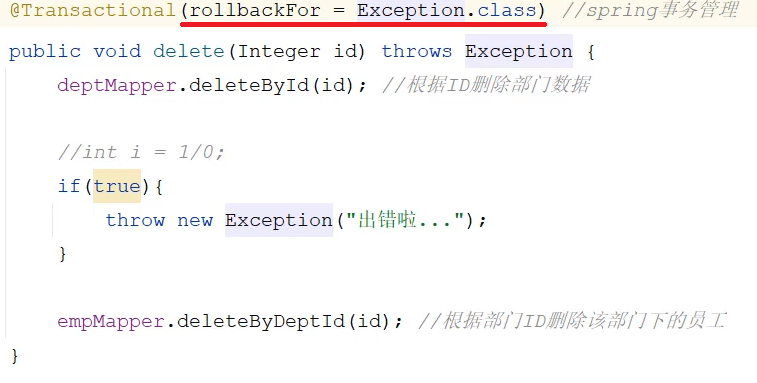 @Transactional(rollbackFor = Exception.class) //spring事务管理
public void delete(Integer id) throws Exception {
deptMapper.deleteById(id); //根据ID删除部门数据
//int i = 1/0;
if(true){
throw new Exception("出错啦...");
}
empMapper.deleteByDeptId(id); //根据部门ID删除该部门下的员工
}